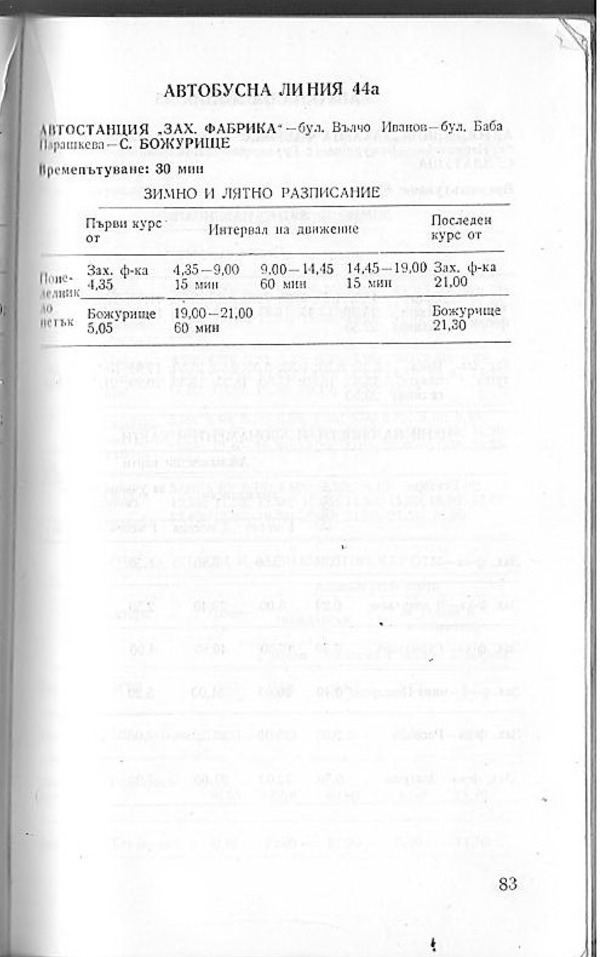 АВТОБУСНА ЛИНИЯ 44а
АВТОСТАНЦИЯ „ЗАХ. ФАБРИКА“—бул. Вълчо Иванов—бул. Баба
Парашкева—С. БОЖУРИЩЕ
Времепътуване: 30 мин
ЗИМНО И ЛЯТНО РАЗПИСАНИЕ
Първи курс Интервал на движение Последен
от курс от
Зах. ф-ка 4,35—9,00 9,00—14,45 14,45—19,00 Зах. ф-ка
Поне-
4,35 15 мин 60 мин 15 мин 21,00
делник
до
Божурище 19,00—21,00 Божурище
петък
5,05 60 мин 21,30
83